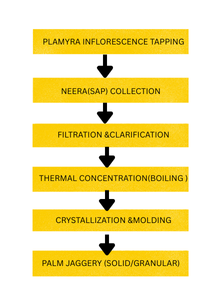 PLAMYRA INFLORESCENCE TAPPING
NEERA(SAP) COLLECTION
FILTRATION &CLARIFICATION
THERMAL CONCENTRATION(BOILING )
CRYSTALLIZATION &MOLDING
PALM JAGGERY (SOLID/GRANULAR)